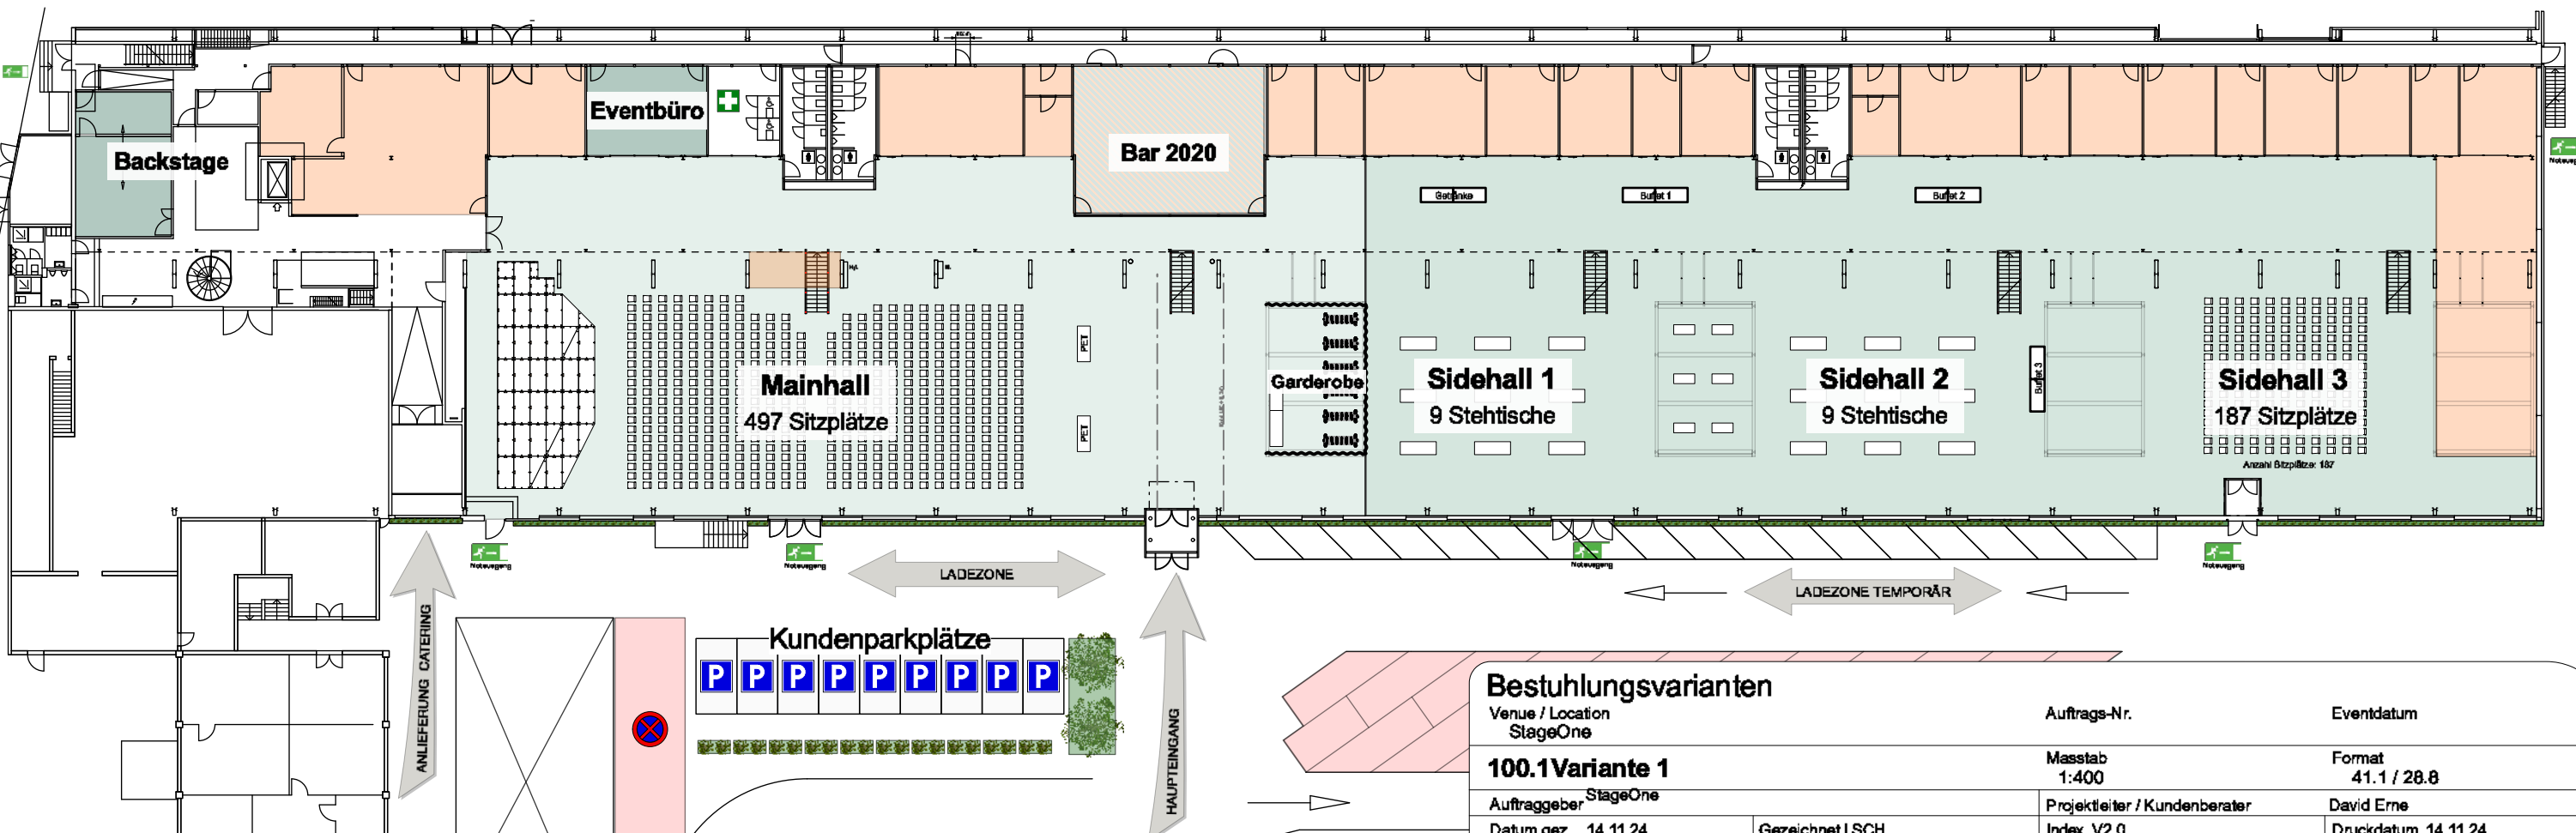 Eventbüro
Backstage
Bar 2020
Getränke
Buffet 1
Buffet 2
Mainhall
497 Sitzplätze
PET
PET
Garderobe
Sidehall 1
9 Stehtische
Sidehall 2
9 Stehtische
Buffet 3
Sidehall 3
187 Sitzplätze
Anzahl Sitzplätze: 187
Notausgang
Notausgang
Notausgang
Notausgang
LADEZONE
LADEZONE TEMPORÄR
ANLIEFERUNG CATERING
HAUPTEINGANG
Kundenparkplätze
P P P P P P P P P
Bestuhlungsvarianten
Venue / Location
StageOne
Auftrags-Nr.
Eventdatum
100.1 Variante 1
Masstab
1:400
Format
41.1 / 28.8
Auftraggeber StageOne
Projektleiter / Kundenberater David Erne
Datum gez. 14.11.24
Gezeichnet LSCH
Index V2.0
Druckdatum 14.11.24